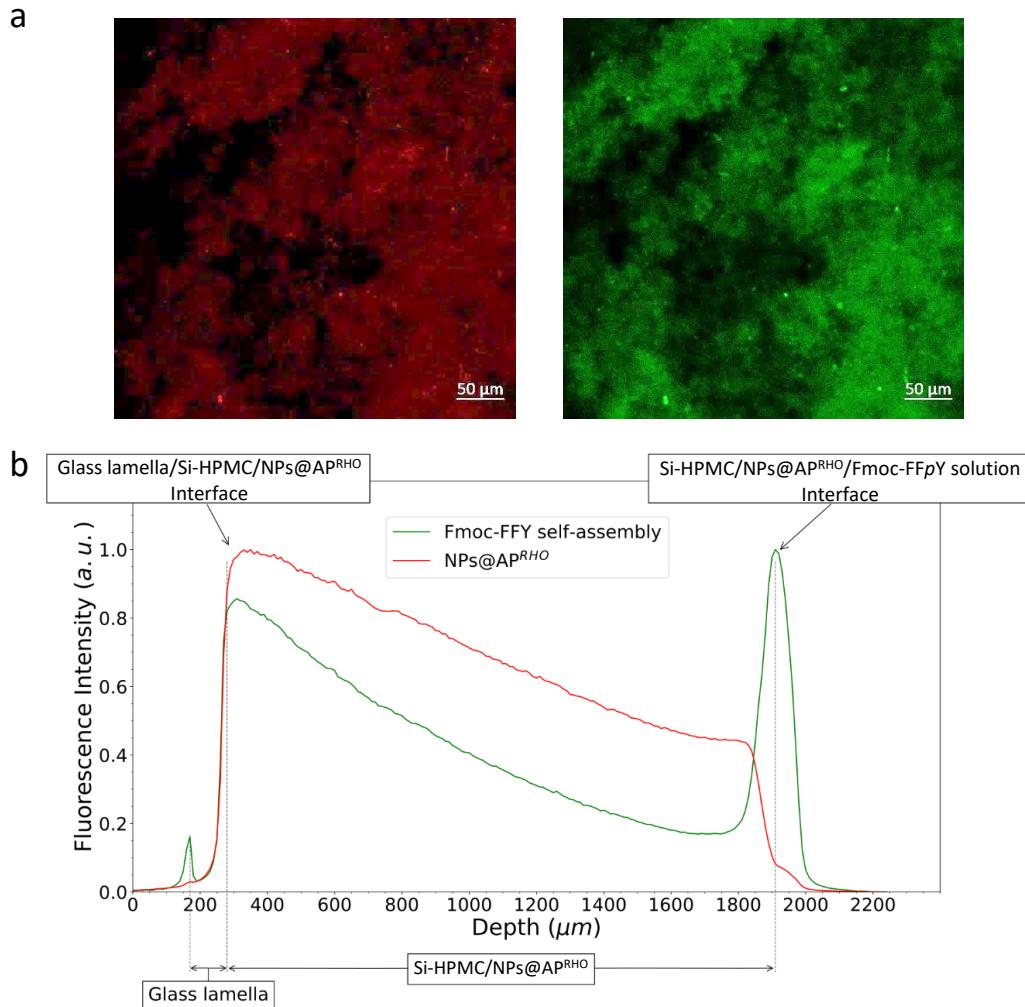 a
50 µm
50 µm
b
Glass lamella/Si-HPMC/NPs@AP^RHO
Interface
Si-HPMC/NPs@AP^RHO/Fmoc-FFpY solution
Interface
Fmoc-FFY self-assembly
NPs@AP^RHO
Fluorescence Intensity (a. u.)
1.0
0.8
0.6
0.4
0.2
0.0
0 200 400 600 800 1000 1200 1400 1600 1800 2000 2200
Depth (µm)
Si-HPMC/NPs@AP^RHO
Glass lamella